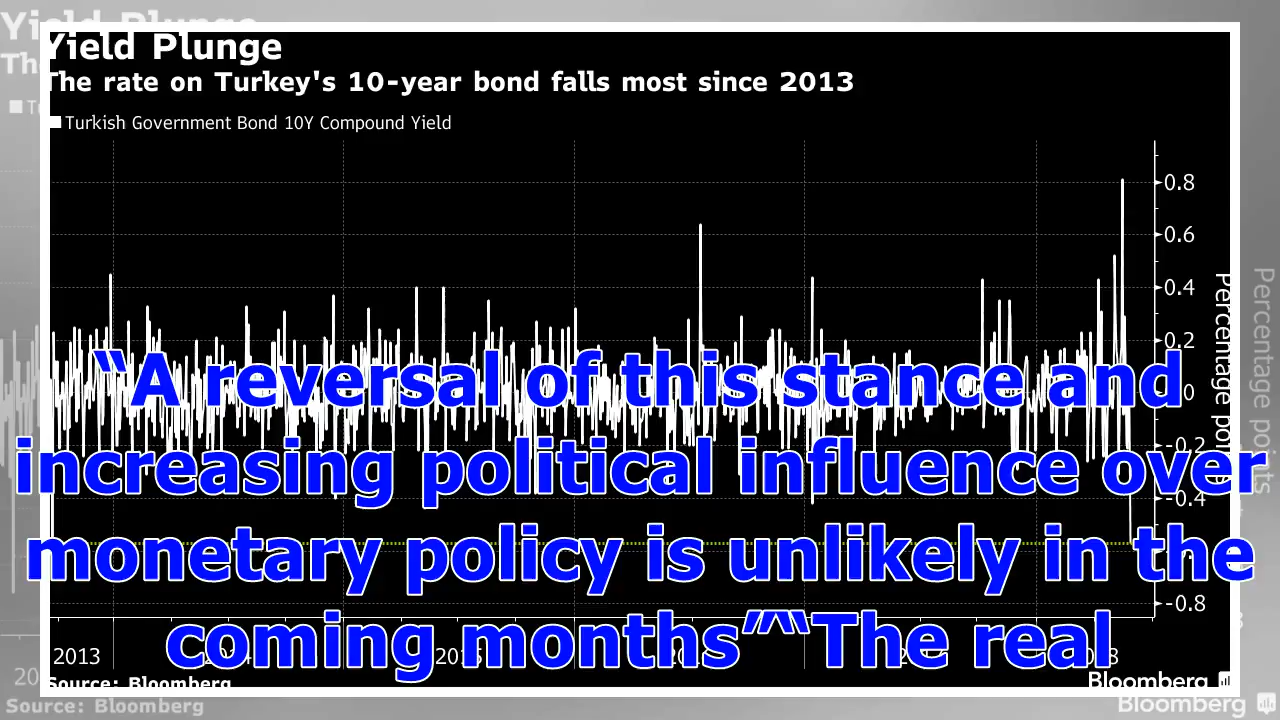 Yield Plunge
The rate on Turkey's 10-year bond falls most since 2013
Turkish Government Bond 10Y Compound Yield
0.8
0.6
0.4
0.2
0
-0.2
-0.4
-0.8
Percentage
“A reversal of this stance and
increasing political influence over
monetary policy is unlikely in the
coming months”“The real
2013
Source: Bloomberg
Bloomberg
Percentage points
Source: Bloomberg
Bloomberg